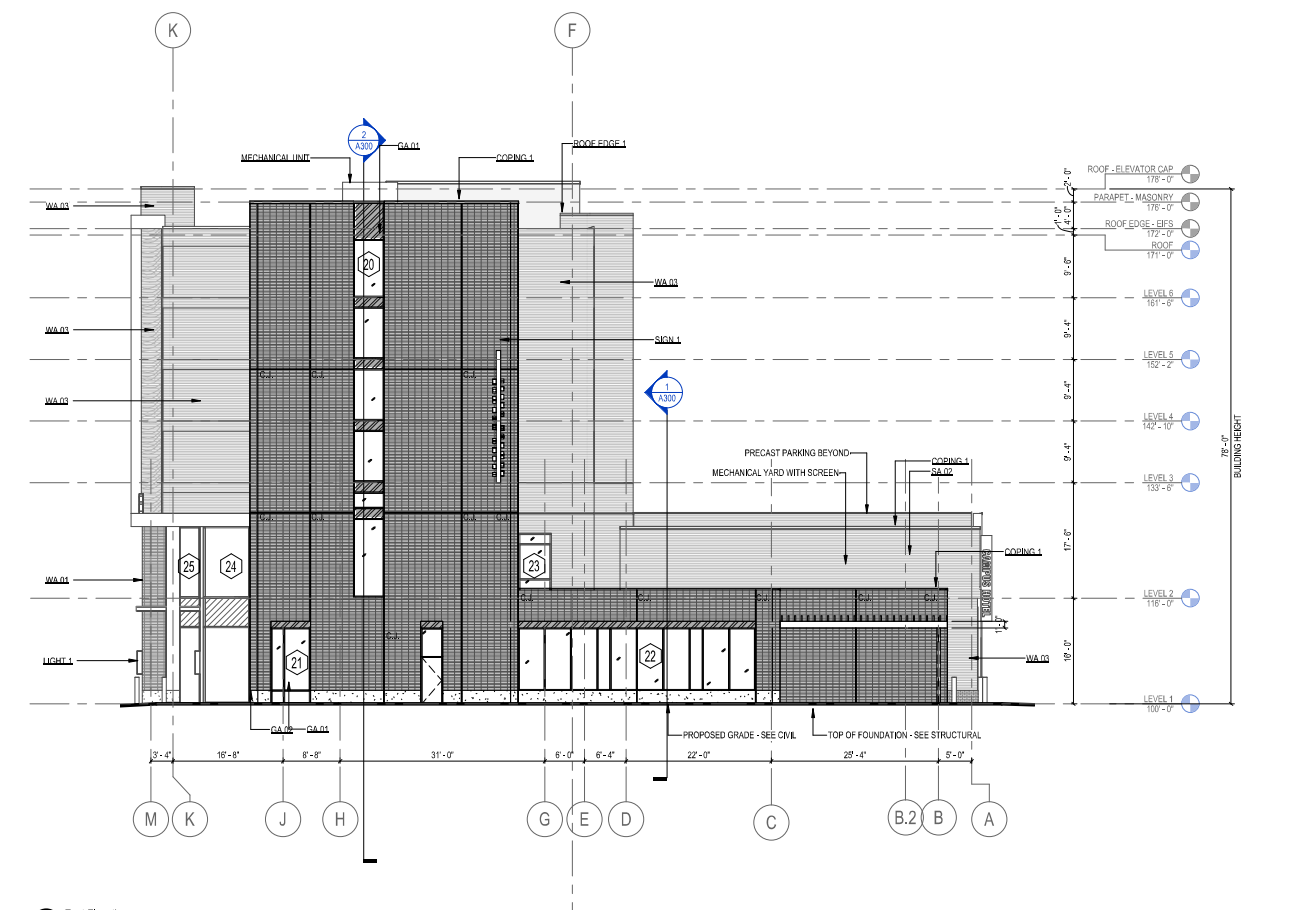 K
F
2
A300
GA 01
ROOF EDGE 1
MECHANICAL UNIT
COPING 1
ROOF - ELEVATOR CAP
178' - 0"
2' - 0"
PARAPET - MASONRY
176' - 0"
WA 03
1' - 0"
4' - 0"
ROOF EDGE - EIFS
172' - 0"
ROOF
171' - 0"
20
9' - 6"
WA 03
LEVEL 6
161' - 6"
WA 03
SIGN 1
9' - 4"
LEVEL 5
152' - 2"
C.J.
C.J.
C.J.
1
A300
9' - 4"
WA 03
LEVEL 4
142' - 10"
78' - 0"
BUILDING HEIGHT
PRECAST PARKING BEYOND
9' - 4"
COPING 1
MECHANICAL YARD WITH SCREEN
SA 02
LEVEL 3
133' - 6"
C.J.
C.J.
C.J.
C.J.
17' - 6"
COPING 1
25
24
23
CAMPUS HOTEL
WA 01
C.J.
C.J.
C.J.
C.J.
LEVEL 2
116' - 0"
1' - 0"
C.J.
LIGHT 1
21
22
16' - 0"
WA 03
LEVEL 1
100' - 0"
GA 02
GA 01
PROPOSED GRADE - SEE CIVIL
TOP OF FOUNDATION - SEE STRUCTURAL
3' - 4"
16' - 8"
8' - 8"
31' - 0"
6' - 0"
6' - 4"
22' - 0"
25' - 4"
5' - 0"
M
K
J
H
G
E
D
C
B.2
B
A